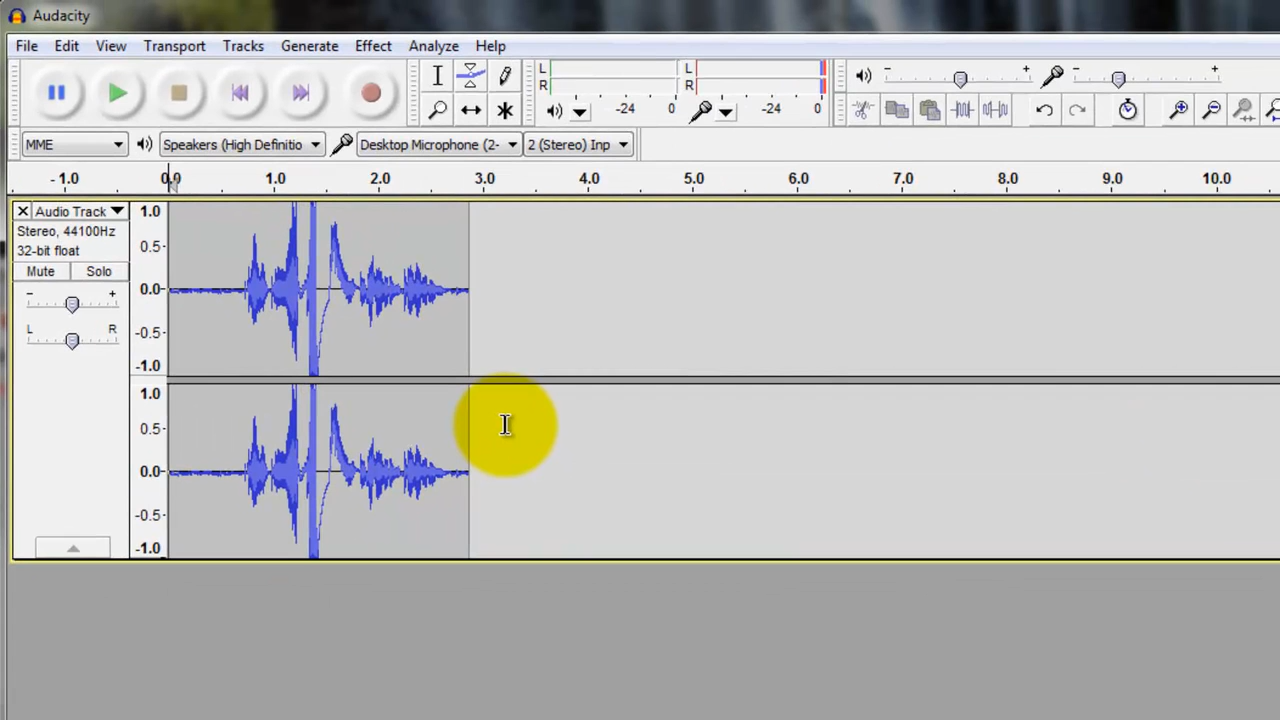 Audacity
File Edit View Transport Tracks Generate Effect Analyze Help
L L
R R
-24 0 -24 0
- + - +
MME Speakers (High Definitio Desktop Microphone (2- 2 (Stereo) Inp
- 1.0 0.0 1.0 2.0 3.0 4.0 5.0 6.0 7.0 8.0 9.0 10.0
X Audio Track 1.0
Stereo, 44100Hz
32-bit float 0.5
Mute Solo
- + 0.0
L R -0.5
-1.0
1.0
0.5
0.0
-0.5
-1.0